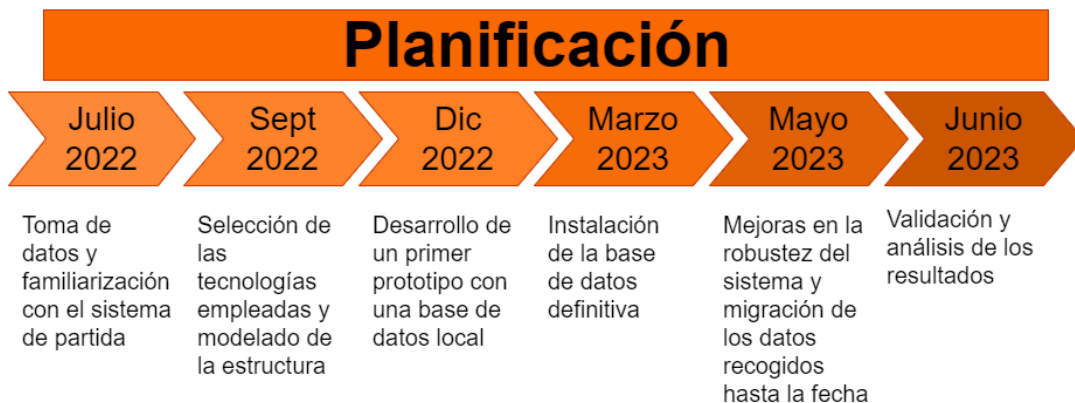 Planificación
Julio
2022
Sept
2022
Dic
2022
Marzo
2023
Mayo
2023
Junio
2023
Toma de
datos y
familiarización
con el sistema
de partida
Selección de
las
tecnologías
empleadas y
modelado de
la estructura
Desarrollo de
un primer
prototipo con
una base de
datos local
Instalación
de la base
de datos
definitiva
Mejoras en la
robustez del
sistema y
migración de
los datos
recogidos
hasta la fecha
Validación y
análisis de los
resultados